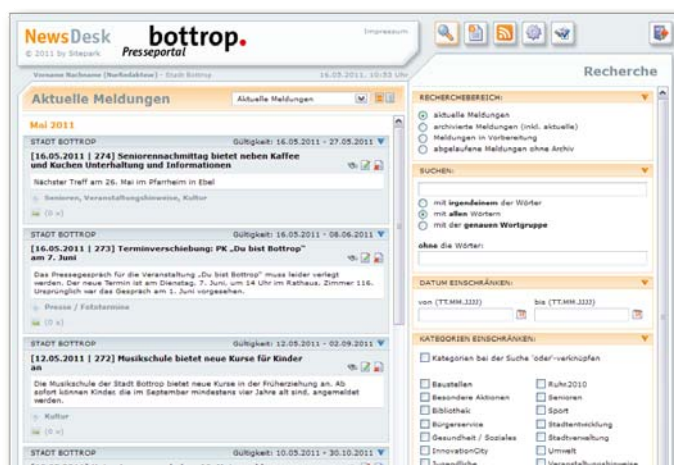 NewsDesk
© 2011 by Sitepark
bottrop.
Presseportal
Impressum
Vorname Nachname (NurRedakteur) - Stadt Bottrop
16.05.2011, 10:53 Uhr
Aktuelle Meldungen
Aktuelle Meldungen
Mai 2011
STADT BOTTROP Gültigkeit: 16.05.2011 - 27.05.2011
[16.05.2011 | 274] Seniorennachmittag bietet neben Kaffee
und Kuchen Unterhaltung und Informationen
Nächster Treff am 26. Mai im Pfarrheim in Ebel
Senioren, Veranstaltungshinweise, Kultur
(0 x)
STADT BOTTROP Gültigkeit: 16.05.2011 - 08.06.2011
[16.05.2011 | 273] Terminverschiebung: PK „Du bist Bottrop"
am 7. Juni
Das Pressegespräch für die Veranstaltung „Du bist Bottrop" muss leider verlegt
werden. Der neue Termin ist am Dienstag, 7. Juni, um 14 Uhr im Rathaus, Zimmer 116.
Ursprünglich war das Gespräch am 1. Juni vorgesehen.
Presse / Fototermine
(0 x)
STADT BOTTROP Gültigkeit: 12.05.2011 - 02.09.2011
[12.05.2011 | 272] Musikschule bietet neue Kurse für Kinder
an
Die Musikschule der Stadt Bottrop bietet neue Kurse in der Früherziehung an. Ab
sofort können Kinder, die im September mindestens vier Jahre alt sind, angemeldet
werden.
Kultur
(0 x)
STADT BOTTROP Gültigkeit: 10.05.2011 - 30.10.2011
Recherche
RECHERCHEBEREICH:
aktuelle Meldungen
archivierte Meldungen (inkl. aktuelle)
Meldungen in Vorbereitung
abgelaufene Meldungen ohne Archiv
SUCHEN:
mit irgendeinem der Wörter
mit allen Wörtern
mit der genauen Wortgruppe
ohne die Wörter:
DATUM EINSCHRÄNKEN:
von (TT.MM.JJJJ) bis (TT.MM.JJJJ)
KATEGORIEN EINSCHRÄNKEN:
Kategorien bei der Suche 'oder'-verknüpfen
Baustellen Ruhr.2010
Besondere Aktionen Senioren
Bibliothek Sport
Bürgerservice Stadtentwicklung
Gesundheit / Soziales Stadtverwaltung
InnovationCity Umwelt
Jugendliche Veranstaltungshinweise